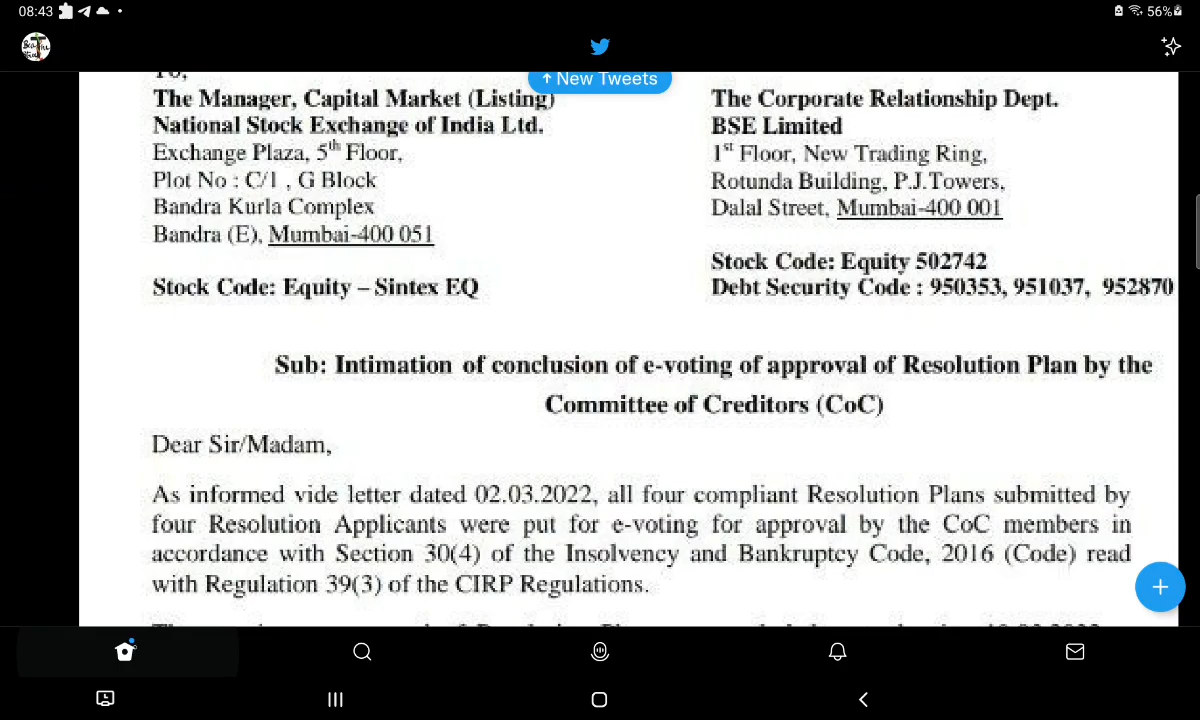 08:43
56%
↑ New Tweets
To,
The Manager, Capital Market (Listing)
National Stock Exchange of India Ltd.
Exchange Plaza, 5th Floor,
Plot No : C/1 , G Block
Bandra Kurla Complex
Bandra (E), Mumbai-400 051
Stock Code: Equity – Sintex EQ
The Corporate Relationship Dept.
BSE Limited
1st Floor, New Trading Ring,
Rotunda Building, P.J.Towers,
Dalal Street, Mumbai-400 001
Stock Code: Equity 502742
Debt Security Code : 950353, 951037, 952870
Sub: Intimation of conclusion of e-voting of approval of Resolution Plan by the
Committee of Creditors (CoC)
Dear Sir/Madam,
As informed vide letter dated 02.03.2022, all four compliant Resolution Plans submitted by
four Resolution Applicants were put for e-voting for approval by the CoC members in
accordance with Section 30(4) of the Insolvency and Bankruptcy Code, 2016 (Code) read
with Regulation 39(3) of the CIRP Regulations.